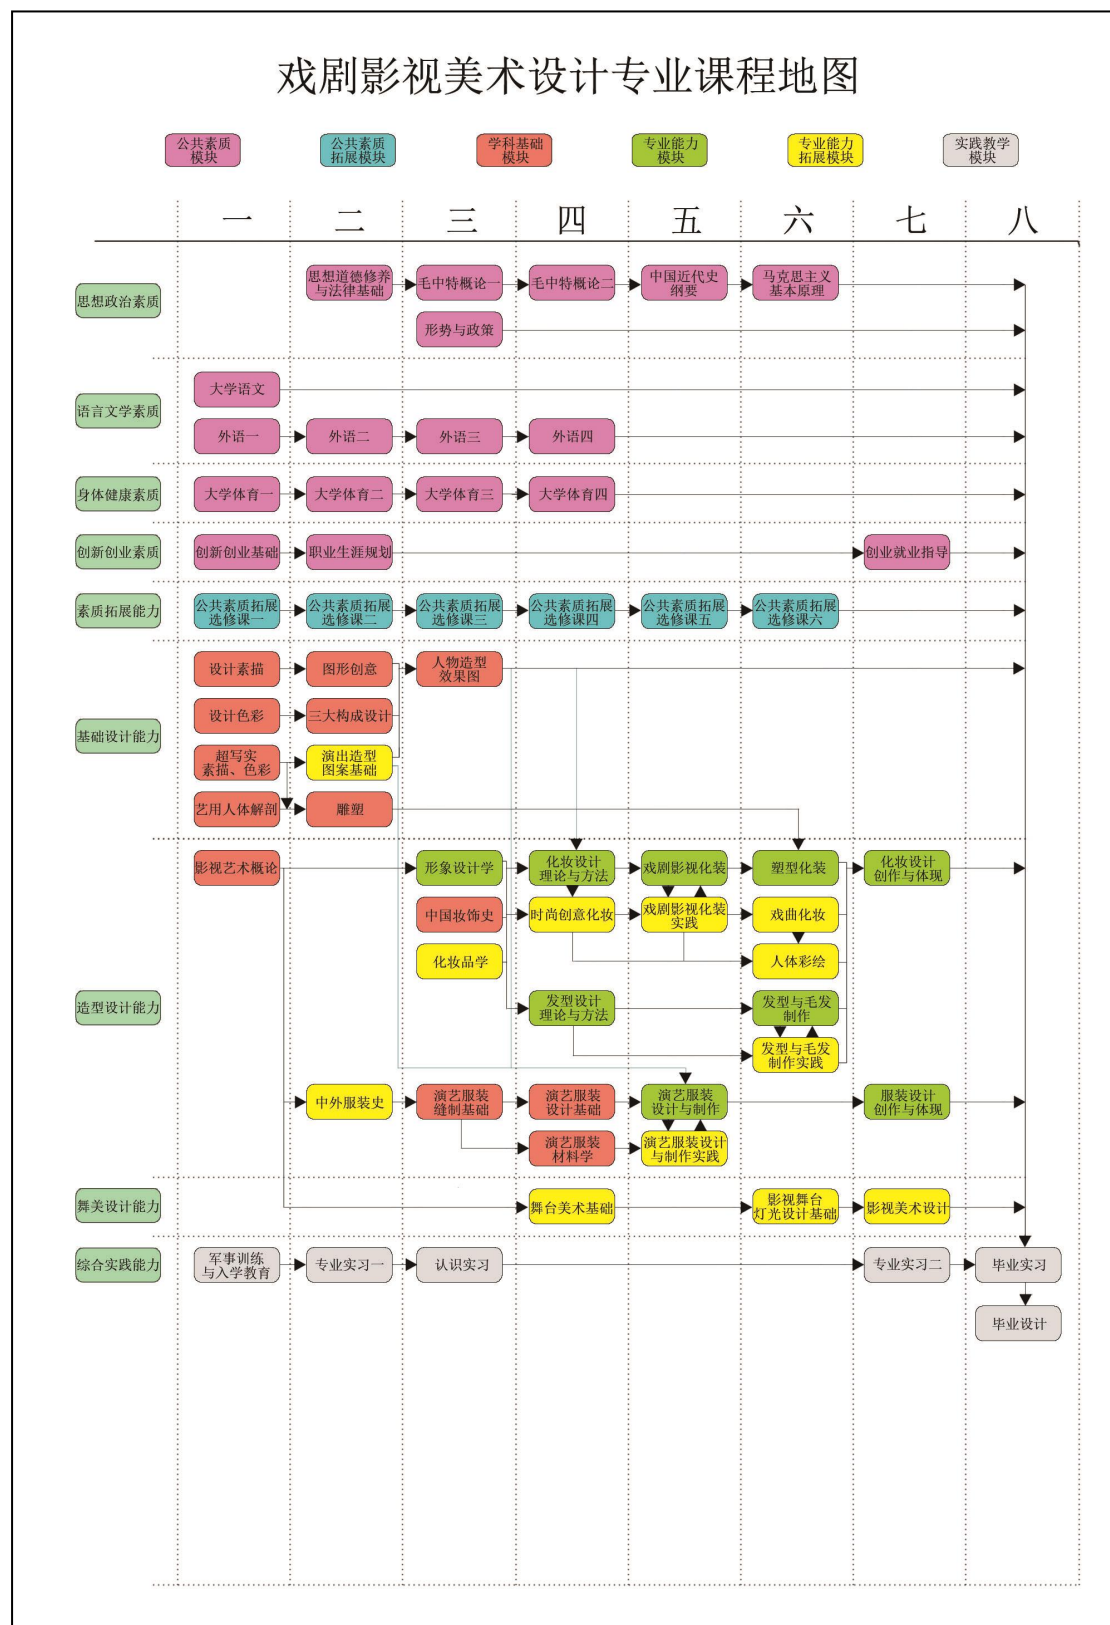 戏剧影视美术设计专业课程地图
公共素质
模块
公共素质
拓展模块
学科基础
模块
专业能力
模块
专业能力
拓展模块
实践教学
模块
一 二 三 四 五 六 七 八
思想政治素质
思想道德修养
与法律基础
毛中特概论一
毛中特概论二
中国近代史
纲要
马克思主义
基本原理
形势与政策
语言文学素质
大学语文
外语一
外语二
外语三
外语四
身体健康素质
大学体育一
大学体育二
大学体育三
大学体育四
创新创业素质
创新创业基础
职业生涯规划
创业就业指导
素质拓展能力
公共素质拓展
选修课一
公共素质拓展
选修课二
公共素质拓展
选修课三
公共素质拓展
选修课四
公共素质拓展
选修课五
公共素质拓展
选修课六
基础设计能力
设计素描
图形创意
人物造型
效果图
设计色彩
三大构成设计
超写实
素描、色彩
演出造型
图案基础
艺用人体解剖
雕塑
造型设计能力
影视艺术概论
形象设计学
化妆设计
理论与方法
戏剧影视化装
塑型化装
化妆设计
创作与体现
中国妆饰史
时尚创意化妆
戏剧影视化装
实践
戏曲化妆
化妆品学
人体彩绘
发型设计
理论与方法
发型与毛发
制作
发型与毛发
制作实践
中外服装史
演艺服装
缝制基础
演艺服装
设计基础
演艺服装
设计与制作
服装设计
创作与体现
演艺服装
材料学
演艺服装设计
与制作实践
舞美设计能力
舞台美术基础
影视舞台
灯光设计基础
影视美术设计
综合实践能力
军事训练
与入学教育
专业实习一
认识实习
专业实习二
毕业实习
毕业设计